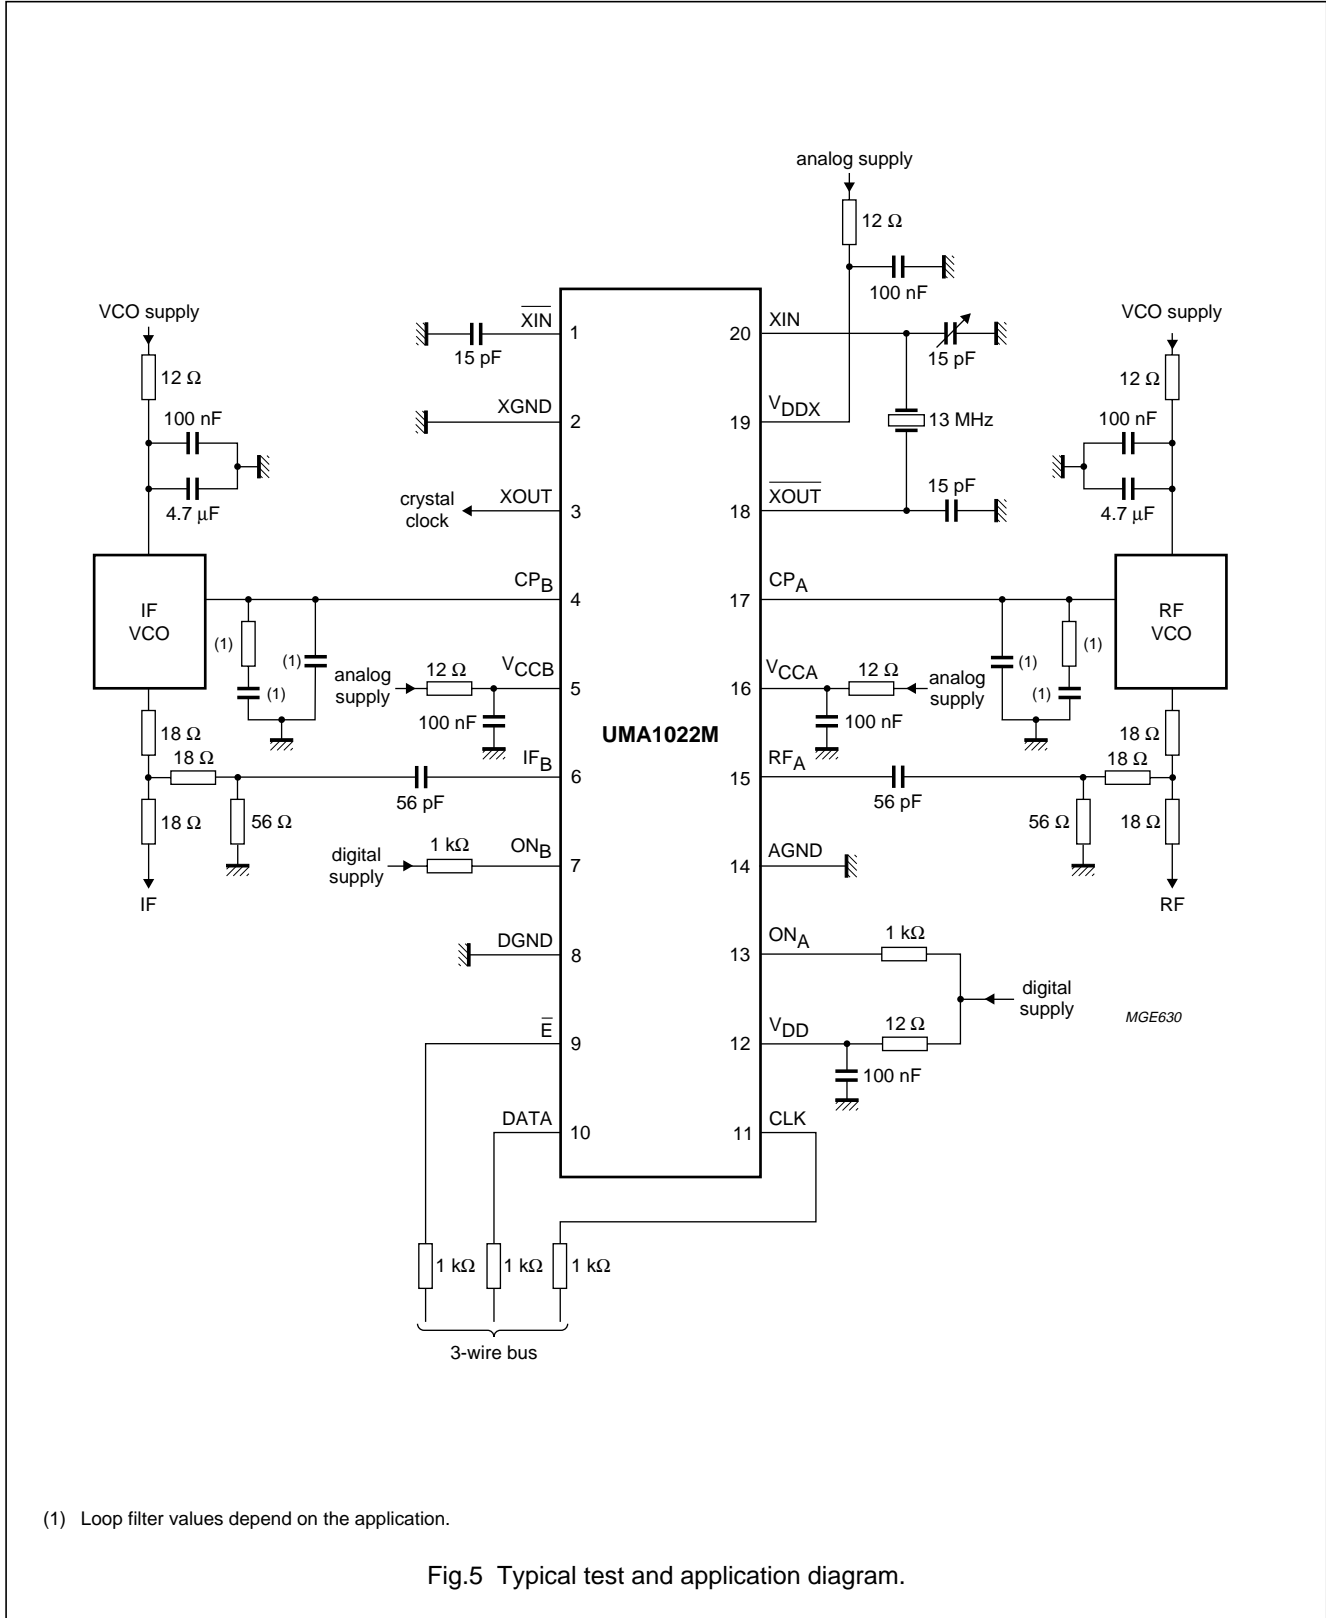 analog supply
12 Ω
100 nF
VCO supply
12 Ω
100 nF
4.7 μF
IF
VCO
XIN
1
15 pF
XGND
2
XOUT
3
crystal
clock
CPB
4
(1)
(1)
(1)
VCCB
5
12 Ω
analog
supply
100 nF
IFB
6
56 pF
18 Ω
18 Ω
18 Ω
56 Ω
IF
ONB
7
1 kΩ
digital
supply
DGND
8
E
9
DATA
10
UMA1022M
20
XIN
15 pF
19
VDDX
13 MHz
18
XOUT
15 pF
VCO supply
12 Ω
100 nF
4.7 μF
RF
VCO
17
CPA
(1)
(1)
(1)
16
VCCA
12 Ω
analog
supply
100 nF
15
RFA
56 pF
18 Ω
18 Ω
18 Ω
56 Ω
RF
14
AGND
13
ONA
1 kΩ
digital
supply
12
VDD
12 Ω
100 nF
11
CLK
MGE630
1 kΩ
1 kΩ
1 kΩ
3-wire bus
(1) Loop filter values depend on the application.
Fig.5 Typical test and application diagram.